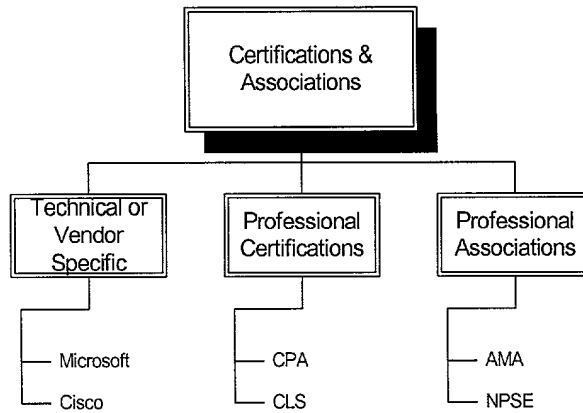 Certifications &
Associations
Technical or
Vendor
Specific
Professional
Certifications
Professional
Associations
Microsoft
Cisco
CPA
CLS
AMA
NPSE